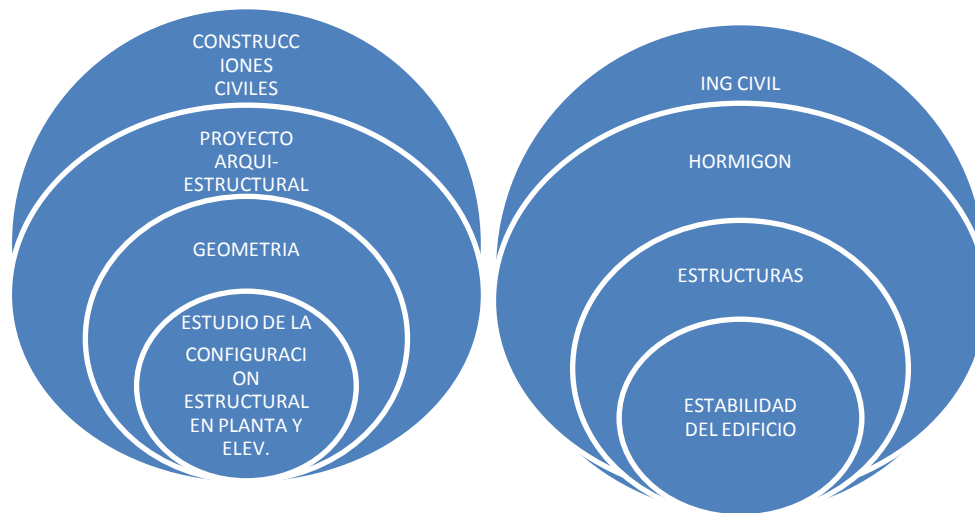 CONSTRUCC
IONES
CIVILES
PROYECTO
ARQUI-
ESTRUCTURAL
GEOMETRIA
ESTUDIO DE LA
CONFIGURACI
ON
ESTRUCTURAL
EN PLANTA Y
ELEV.
ING CIVIL
HORMIGON
ESTRUCTURAS
ESTABILIDAD
DEL EDIFICIO